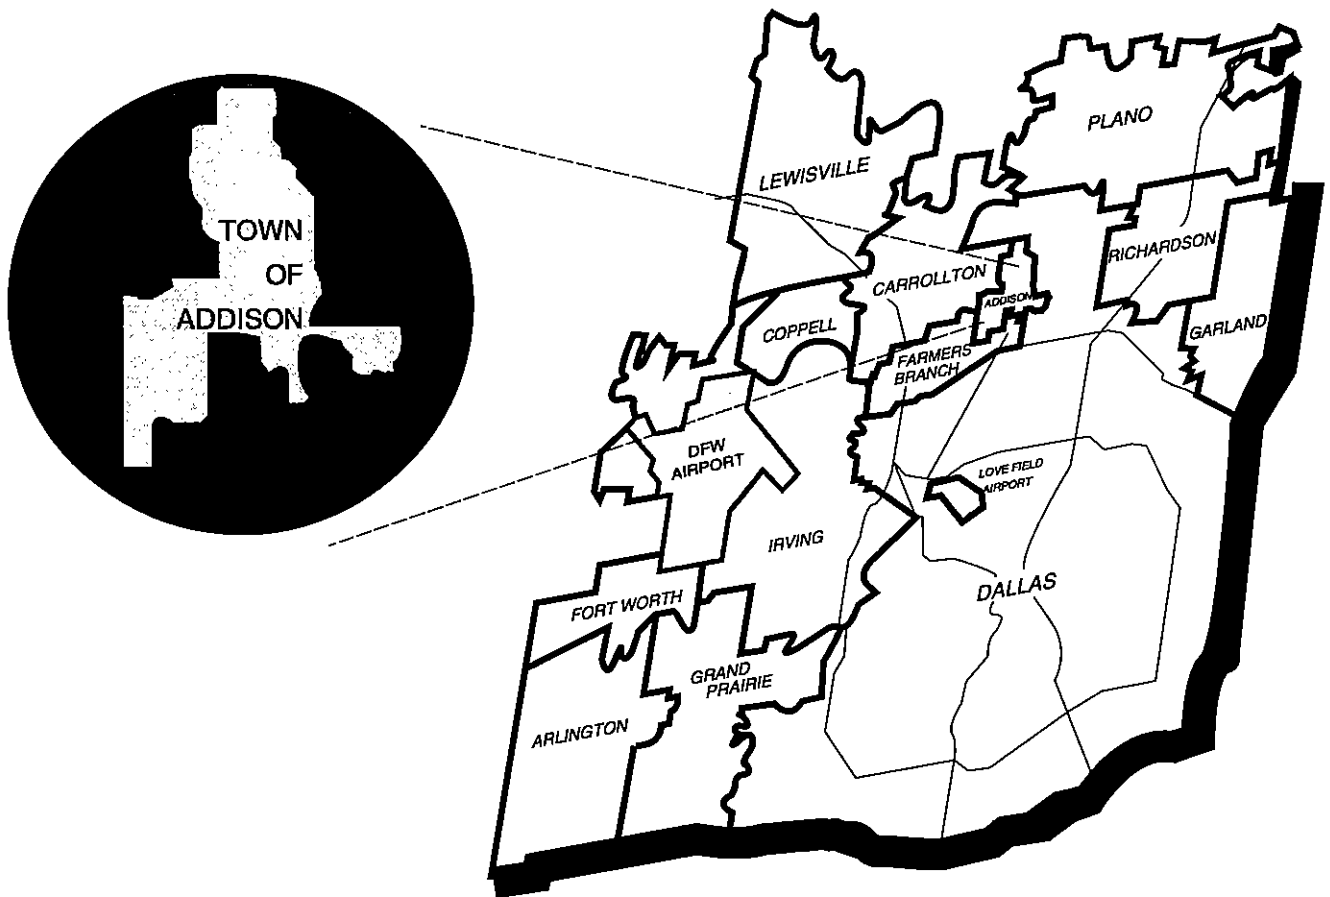 TOWN
OF
ADDISON
PLANO
LEWISVILLE
RICHARDSON
CARROLLTON
ADDISON
COPPELL
GARLAND
FARMERS
BRANCH
DFW
AIRPORT
LOVE FIELD
AIRPORT
IRVING
DALLAS
FORT WORTH
GRAND
PRAIRIE
ARLINGTON